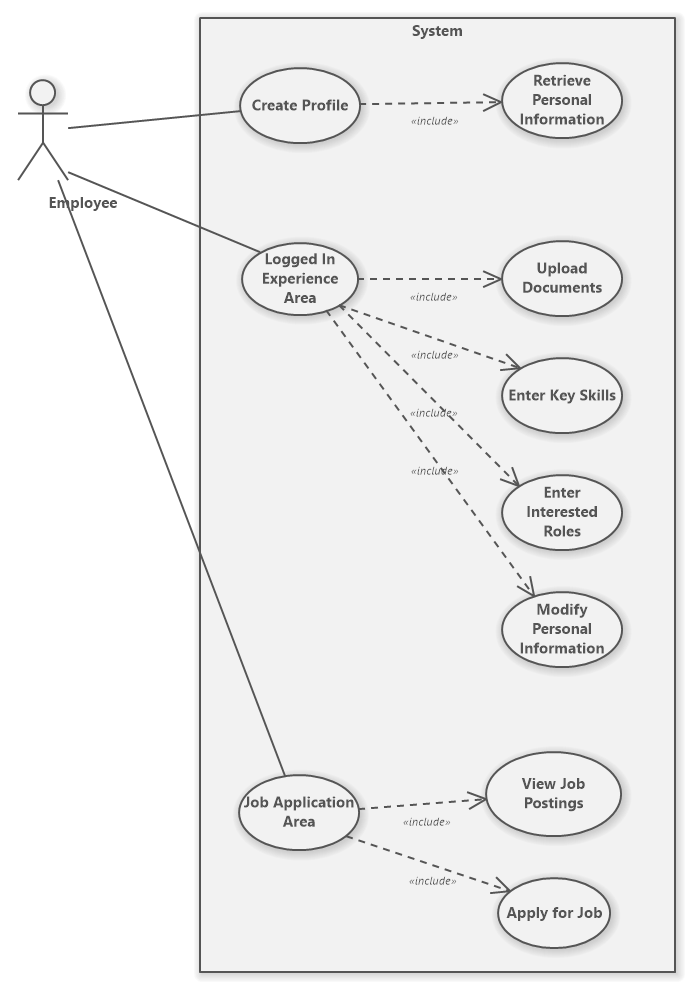 System
Employee
Create Profile
«include»
Retrieve
Personal
Information
Logged In
Experience
Area
«include»
Upload
Documents
«include»
Enter Key Skills
«include»
Enter
Interested
Roles
«include»
Modify
Personal
Information
Job Application
Area
«include»
View Job
Postings
«include»
Apply for Job